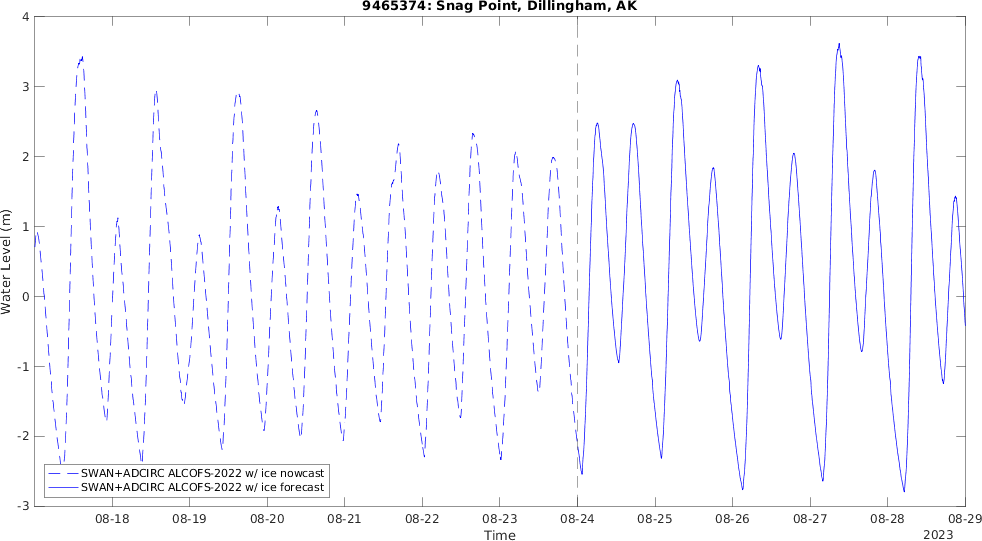 9465374: Snag Point, Dillingham, AK
Water Level (m)
4
3
2
1
0
-1
-2
-3
SWAN+ADCIRC ALCOFS-2022 w/ ice nowcast
SWAN+ADCIRC ALCOFS-2022 w/ ice forecast
08-18 08-19 08-20 08-21 08-22 08-23 08-24 08-25 08-26 08-27 08-28 08-29
Time
2023